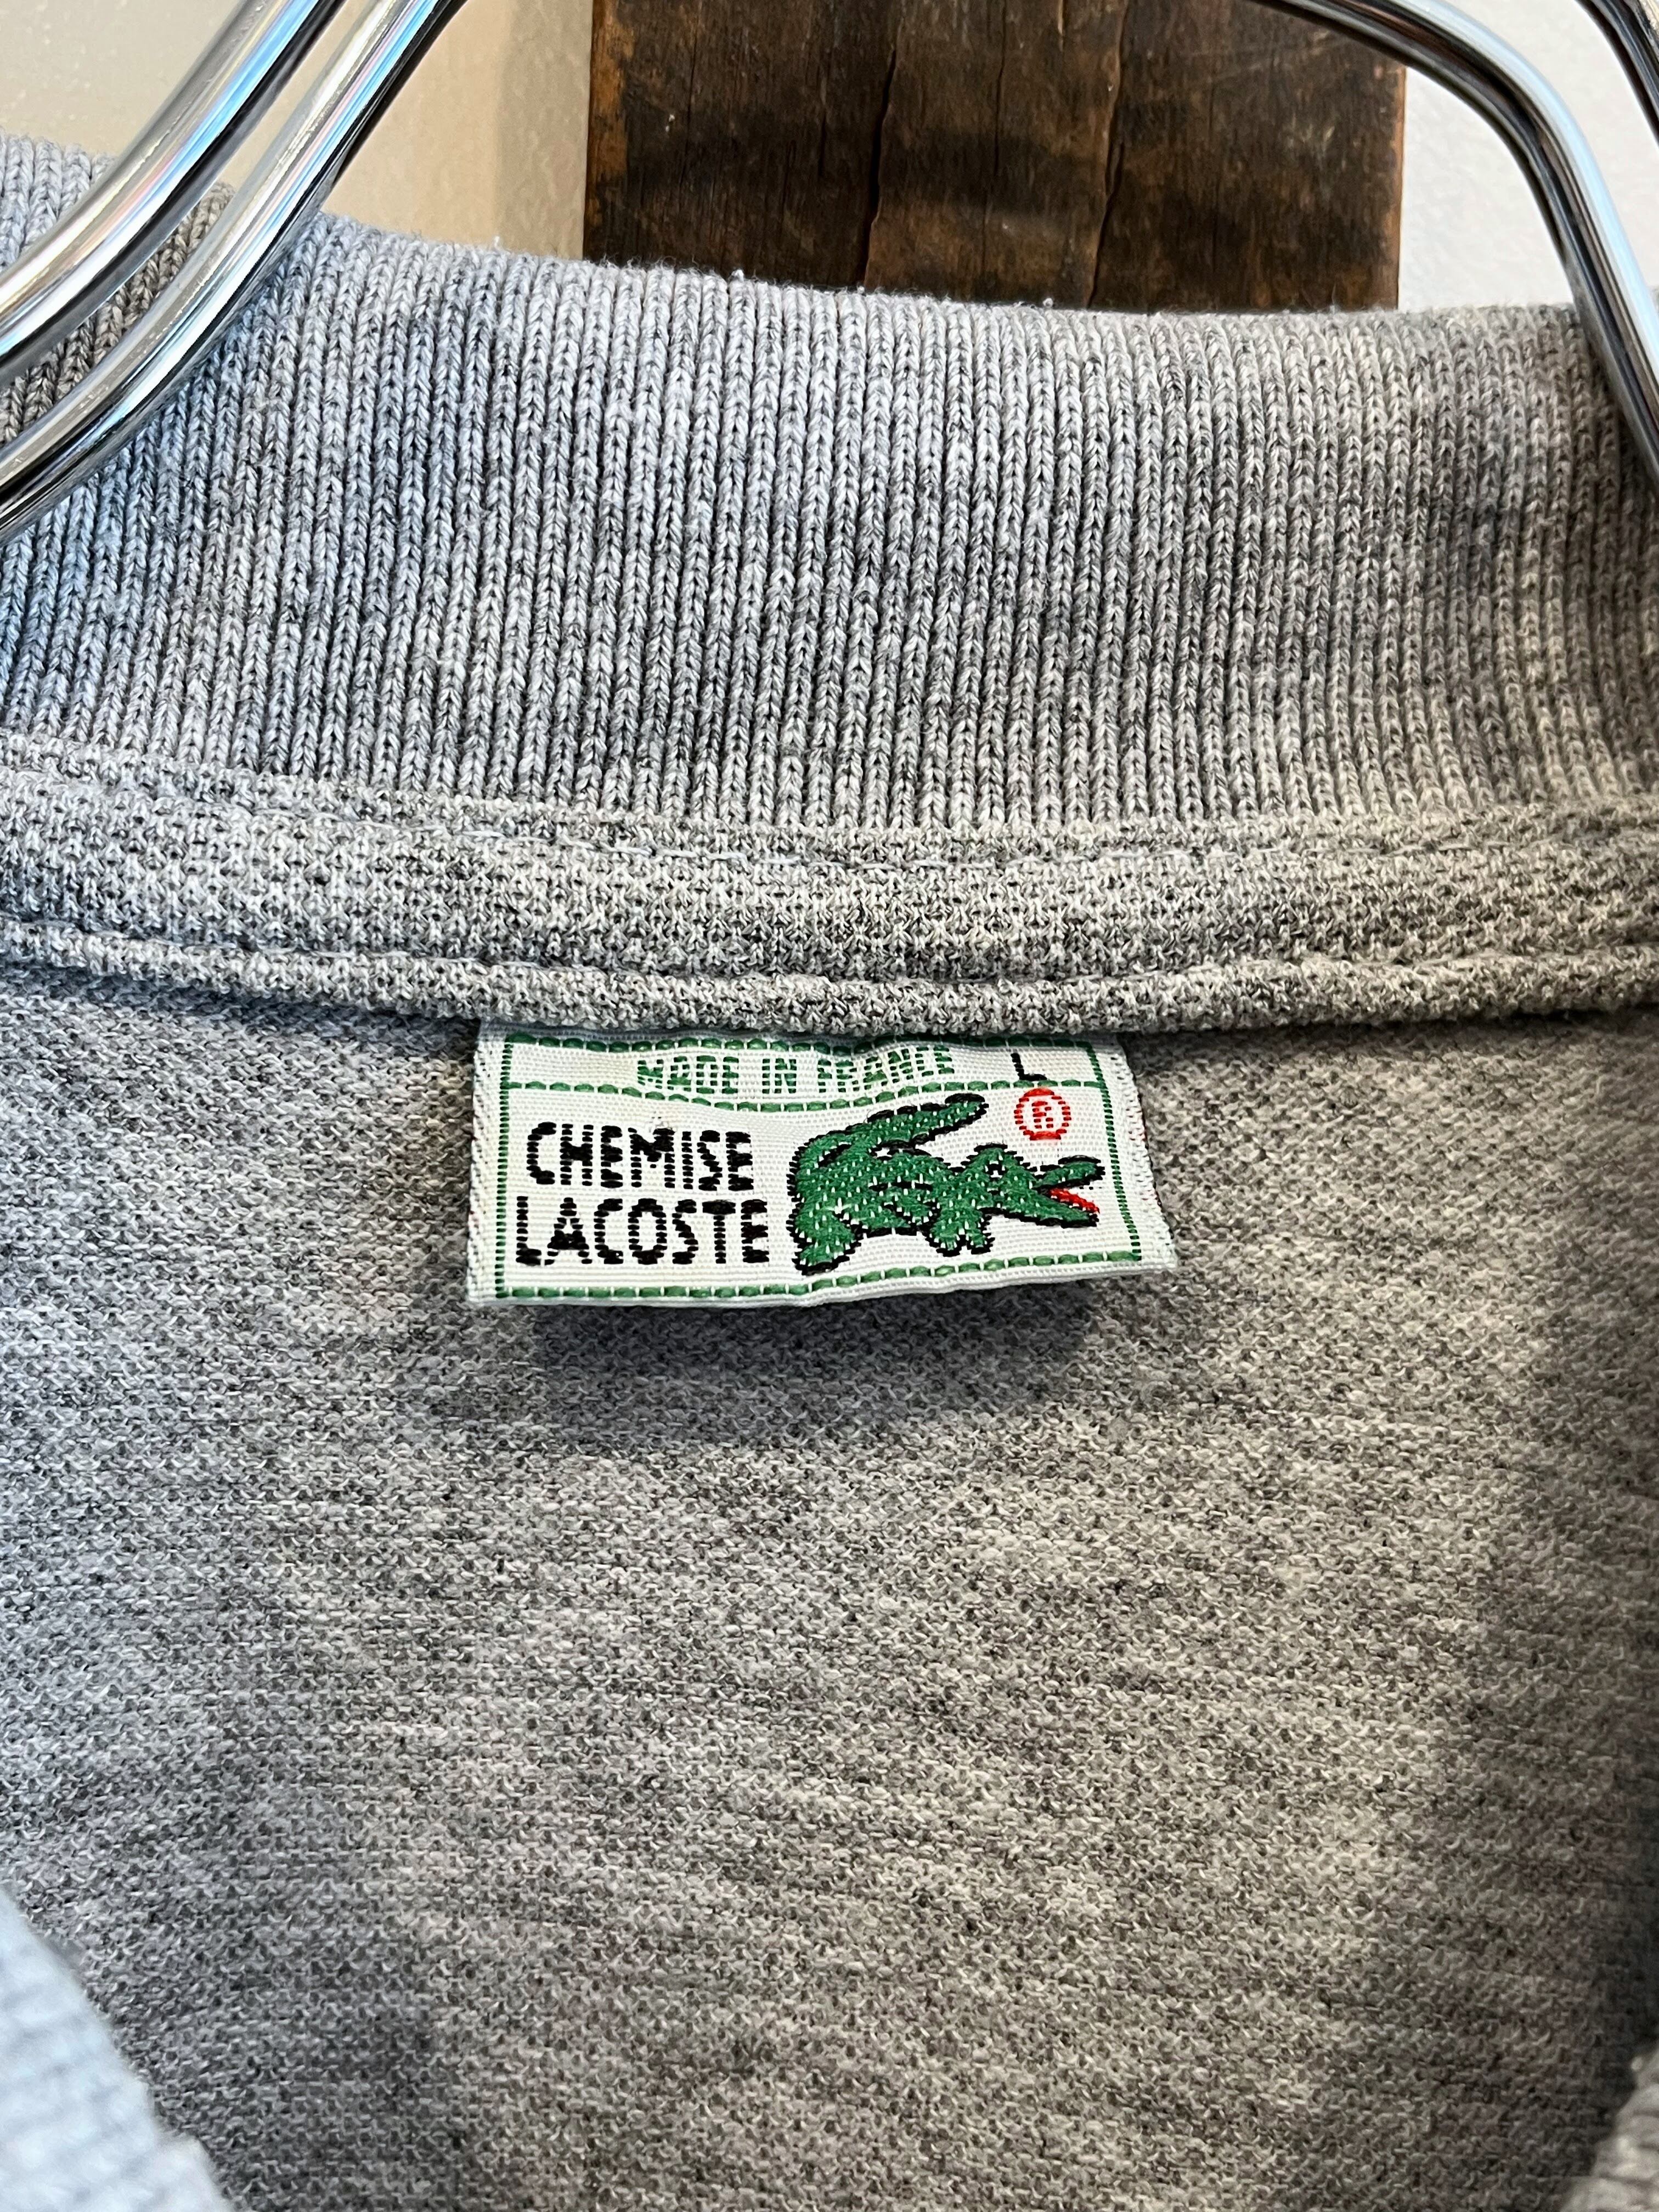 MADE IN FRANCE L
CHEMISE ®
LACOSTE